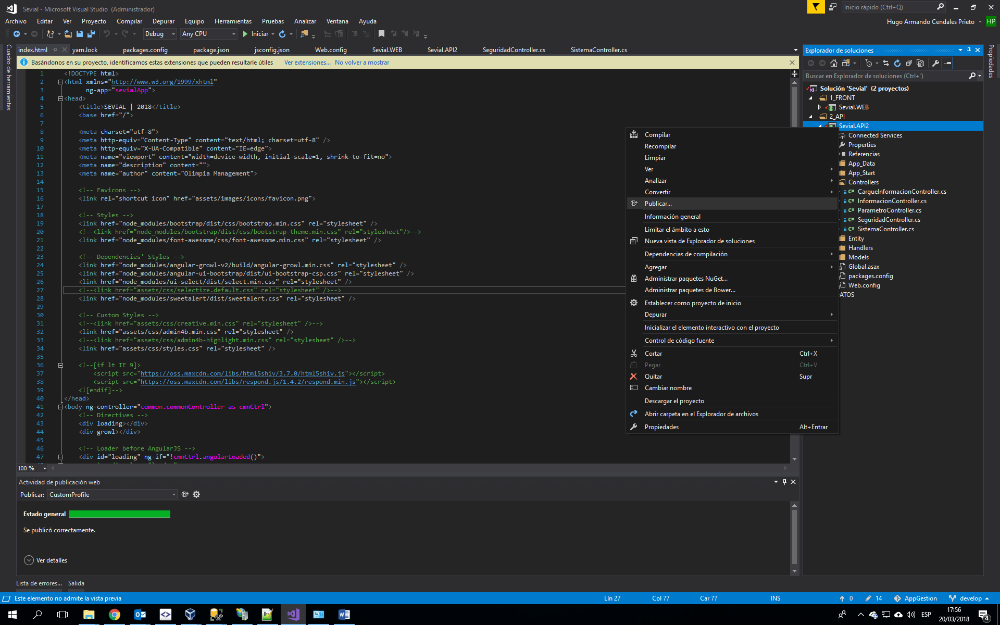 Sevial - Microsoft Visual Studio (Administrador)
Inicio rápido (Ctrl+Q)
Archivo Editar Ver Proyecto Compilar Depurar Equipo Herramientas Pruebas Analizar Ventana Ayuda
Hugo Armando Cendales Prieto HP
Debug Any CPU Iniciar
Cuadro de herramientas
index.html yarn.lock packages.config package.json jsconfig.json Web.config Sevial.WEB Sevial.API2 SeguridadController.cs SistemaController.cs
Basándonos en su proyecto, identificamos estas extensiones que pueden resultarle útiles Ver extensiones... No volver a mostrar
1 <!DOCTYPE html>
2 <html xmlns="http://www.w3.org/1999/xhtml"
3 ng-app="sevialApp">
4 <head>
5 <title>SEVIAL | 2018</title>
6 <base href="/">
7
8 <meta charset="utf-8">
9 <meta http-equiv="Content-Type" content="text/html; charset=utf-8" />
10 <meta http-equiv="X-UA-Compatible" content="IE=edge">
11 <meta name="viewport" content="width=device-width, initial-scale=1, shrink-to-fit=no">
12 <meta name="description" content="">
13 <meta name="author" content="Olimpia Management">
14
15 <!-- Favicons -->
16 <link rel="shortcut icon" href="assets/images/icons/favicon.png">
17
18 <!-- Styles -->
19 <link href="node_modules/bootstrap/dist/css/bootstrap.min.css" rel="stylesheet" />
20 <!--<link href="node_modules/bootstrap/dist/css/bootstrap-theme.min.css" rel="stylesheet"/>-->
21 <link href="node_modules/font-awesome/css/font-awesome.min.css" rel="stylesheet" />
22
23 <!-- Dependencies' Styles -->
24 <link href="node_modules/angular-growl-v2/build/angular-growl.min.css" rel="stylesheet" />
25 <link href="node_modules/angular-ui-bootstrap/dist/ui-bootstrap-csp.css" rel="stylesheet" />
26 <link href="node_modules/ui-select/dist/select.min.css" rel="stylesheet" />
27 <!--<link href="assets/css/selectize.default.css" rel="stylesheet" />-->
28 <link href="node_modules/sweetalert/dist/sweetalert.css" rel="stylesheet" />
29
30 <!-- Custom Styles -->
31 <!--<link href="assets/css/creative.min.css" rel="stylesheet" />-->
32 <link href="assets/css/admin4b.min.css" rel="stylesheet" />
33 <!--<link href="assets/css/admin4b-highlight.min.css" rel="stylesheet" />-->
34 <link href="assets/css/styles.css" rel="stylesheet" />
35
36 <!--[if lt IE 9]>
37 <script src="https://oss.maxcdn.com/libs/html5shiv/3.7.0/html5shiv.js"></script>
38 <script src="https://oss.maxcdn.com/libs/respond.js/1.4.2/respond.min.js"></script>
39 <![endif]-->
40 </head>
41 <body ng-controller="common.commonController as cmnCtrl">
42 <!-- Directives -->
43 <div loading></div>
44 <div growl></div>
45
46 <!-- Loader before AngularJS -->
47 <div id="loading" ng-if="!cmnCtrl.angularLoaded()">
100 %
Compilar
Recompilar
Limpiar
Ver
Analizar
Convertir
Publicar...
Información general
Limitar el ámbito a esto
Nueva vista de Explorador de soluciones
Dependencias de compilación
Agregar
Administrar paquetes NuGet...
Administrar paquetes de Bower...
Establecer como proyecto de inicio
Depurar
Inicializar el elemento interactivo con el proyecto
Control de código fuente
Cortar Ctrl+X
Pegar Ctrl+V
Quitar Supr
Cambiar nombre
Descargar el proyecto
Abrir carpeta en el Explorador de archivos
Propiedades Alt+Entrar
Explorador de soluciones
Buscar en Explorador de soluciones (Ctrl+´)
Solución 'Sevial' (2 proyectos)
1_FRONT
Sevial.WEB
2_API
Sevial.API2
Connected Services
Properties
Referencias
App_Data
App_Start
Controllers
C# CargueInformacionController.cs
C# InformacionController.cs
C# ParametroController.cs
C# SeguridadController.cs
C# SistemaController.cs
Entity
Handlers
Models
Global.asax
packages.config
Web.config
ATOS
Propiedades
Actividad de publicación web
Publicar: CustomProfile
Estado general
Se publicó correctamente.
Ver detalles
Lista de errores... Salida
Este elemento no admite la vista previa Lín 27 Col 77 Car 77 INS 0 14 AppGestion develop
ESP
17:56
20/03/2018
4